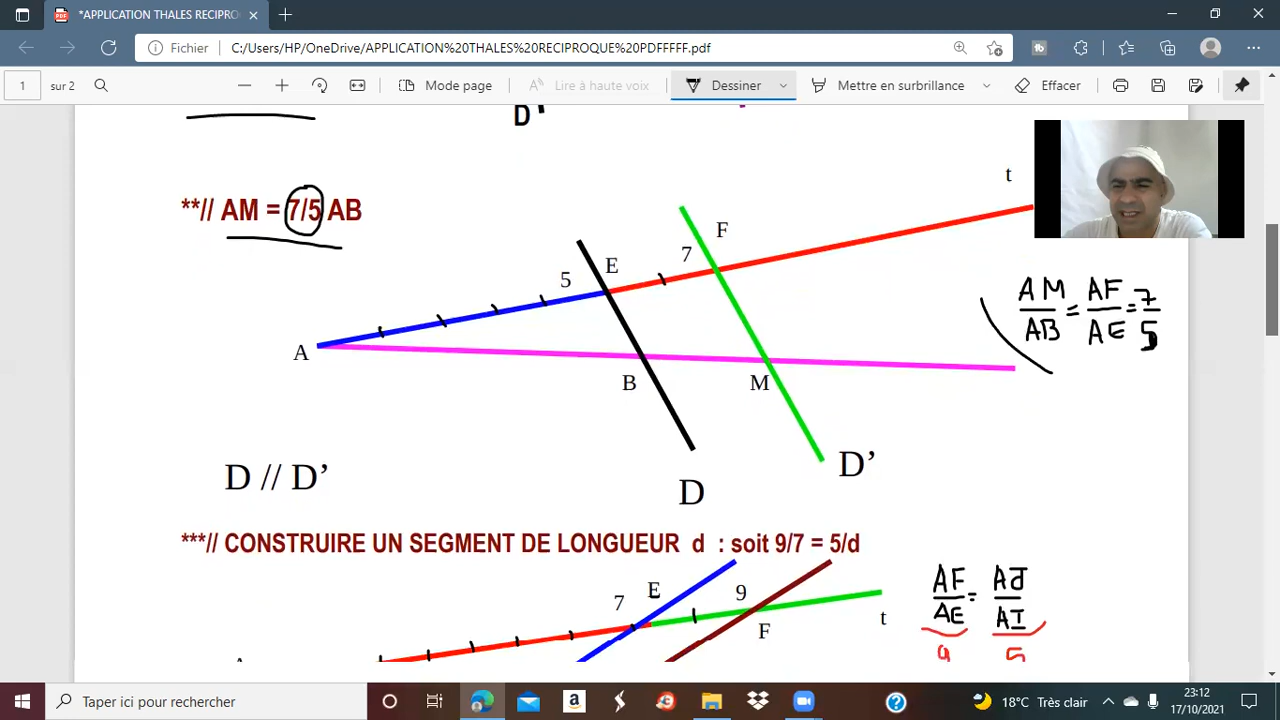 *APPLICATION THALES RECIPROQ
Fichier
C:/Users/HP/OneDrive/APPLICATION%20THALES%20RECIPROQUE%20PDFFFFF.pdf
1 sur 2
Mode page
Lire à haute voix
Dessiner
Mettre en surbrillance
Effacer
D'
**// AM = 7/5 AB
t
F
7
E
5
A
B
M
AM/AB = AF/AE = 7/5
D // D’
D
D’
***// CONSTRUIRE UN SEGMENT DE LONGUEUR d : soit 9/7 = 5/d
7
E
9
F
t
AF/AE = AJ/AI
9 5
Taper ici pour rechercher
18°C Très clair
23:12
17/10/2021